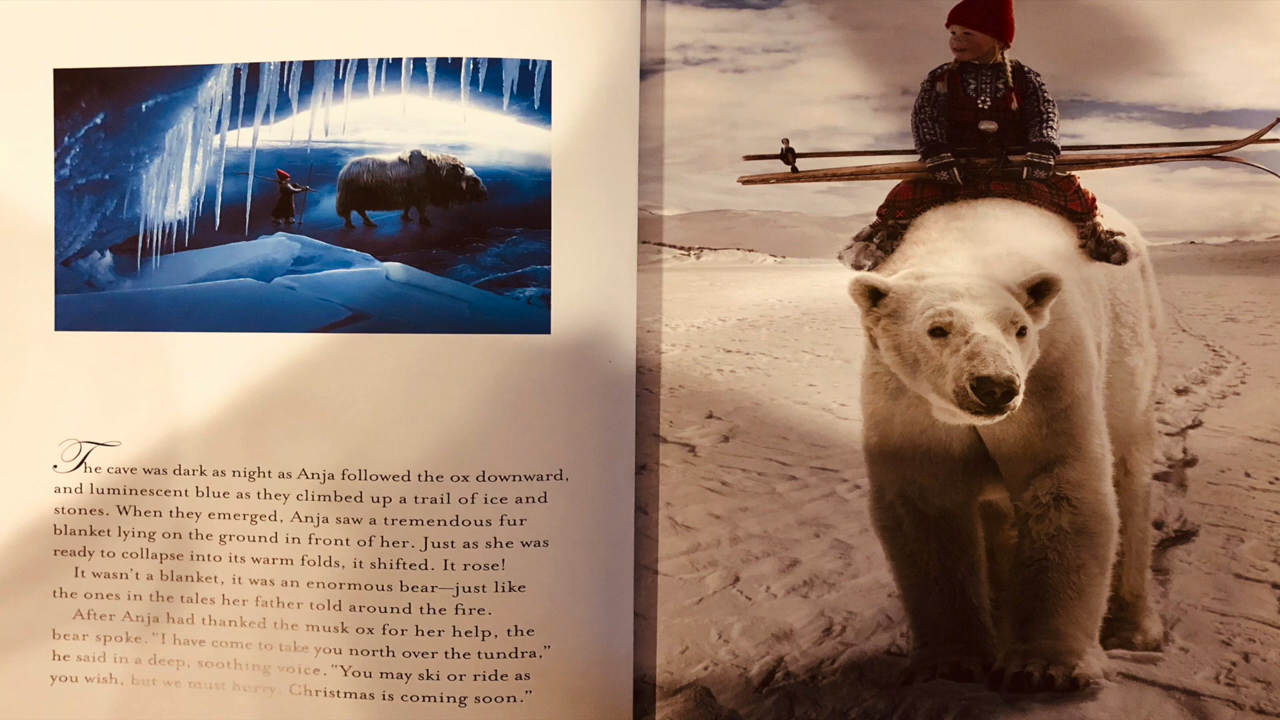 The cave was dark as night as Anja followed the ox downward,
and luminescent blue as they climbed up a trail of ice and
stones. When they emerged, Anja saw a tremendous fur
blanket lying on the ground in front of her. Just as she was
ready to collapse into its warm folds, it shifted. It rose!
It wasn't a blanket, it was an enormous bear—just like
the ones in the tales her father told around the fire.
After Anja had thanked the musk ox for her help, the
bear spoke. "I have come to take you north over the tundra,"
he said in a deep, soothing voice. "You may ski or ride as
you wish, but we must hurry. Christmas is coming soon."